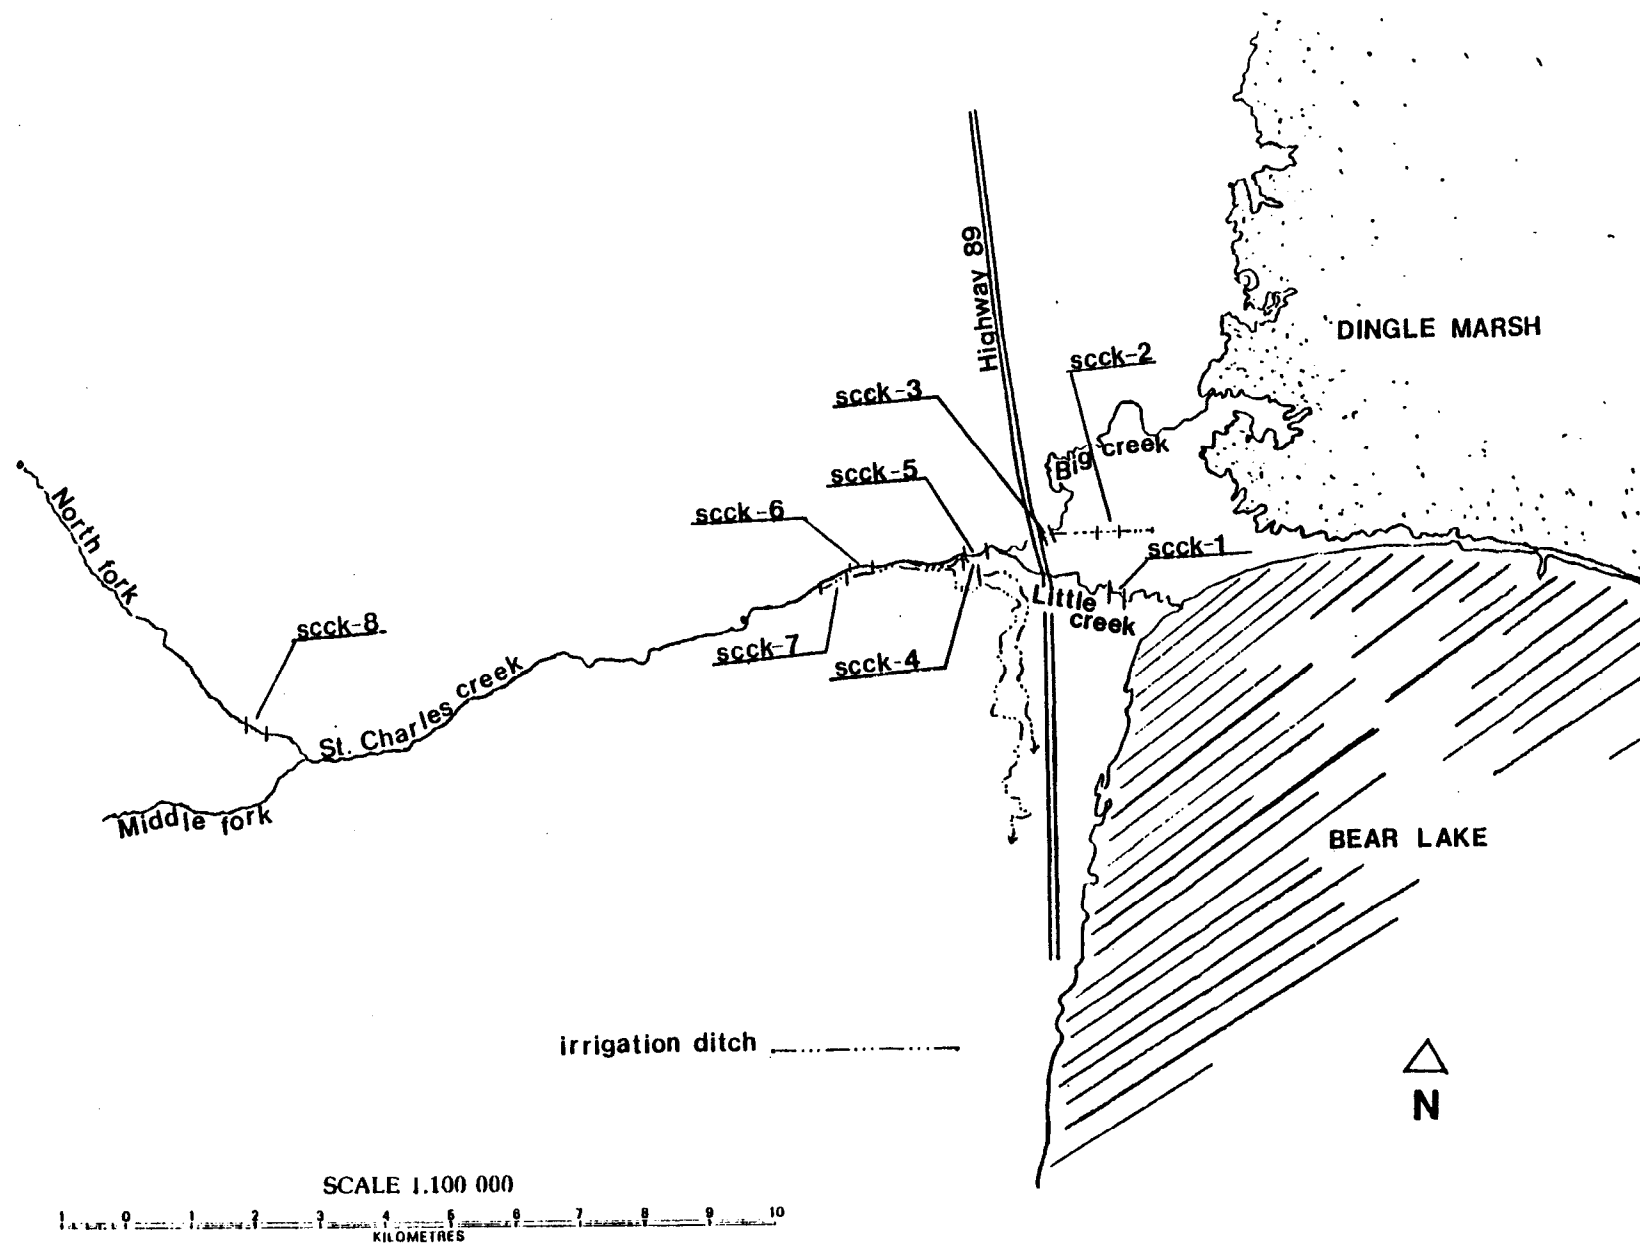 Highway 89
DINGLE MARSH
scck-2
scck-3
Big creek
scck-5
North fork
scck-6
scck-1
Little
creek
scck-8
scck-7
scck-4
St. Charles creek
Middle fork
BEAR LAKE
irrigation ditch
N
SCALE 1.100 000
1 0 1 2 3 4 5 6 7 8 9 10
KILOMETRES